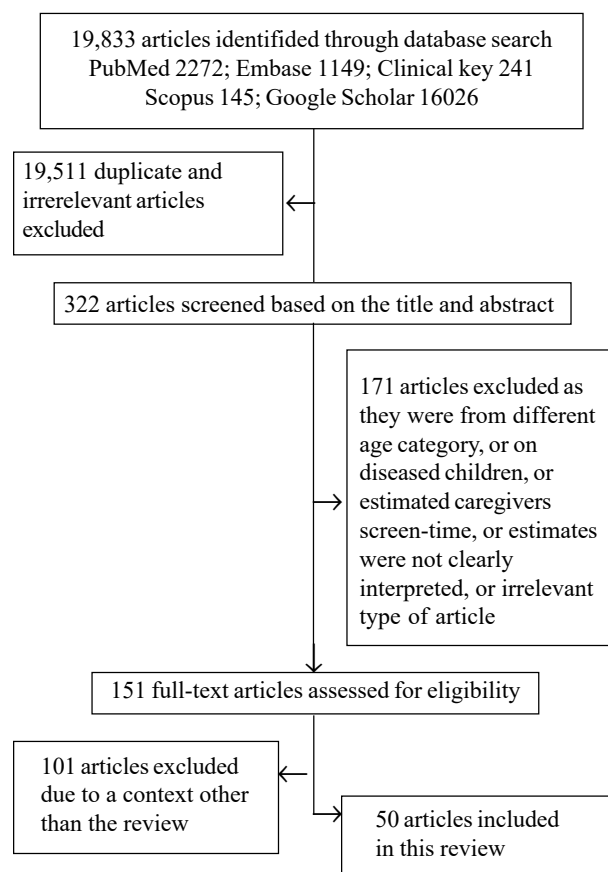 19,833 articles identifided through database search
PubMed 2272; Embase 1149; Clinical key 241
Scopus 145; Google Scholar 16026
19,511 duplicate and
irrerelevant articles
excluded
322 articles screened based on the title and abstract
171 articles excluded as
they were from different
age category, or on
diseased children, or
estimated caregivers
screen-time, or estimates
were not clearly
interpreted, or irrelevant
type of article
151 full-text articles assessed for eligibility
101 articles excluded
due to a context other
than the review
50 articles included
in this review